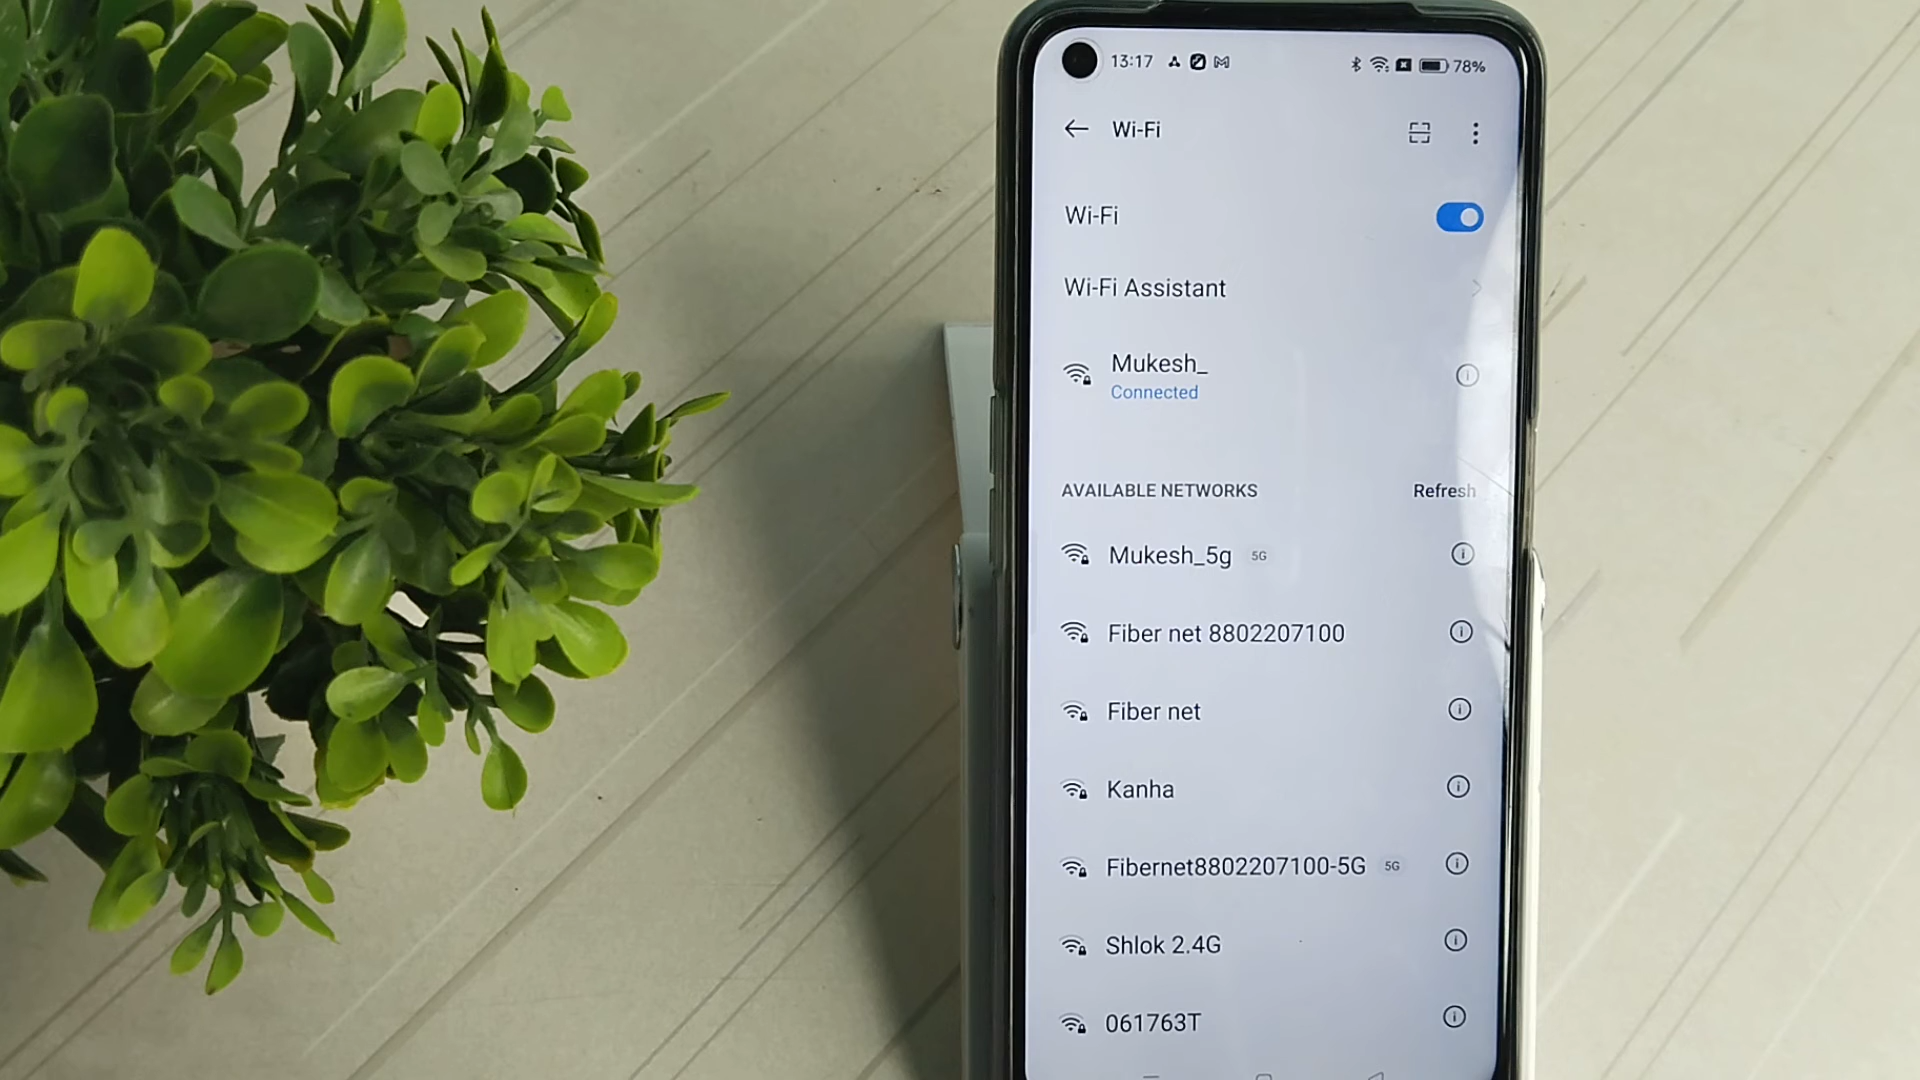 13:17 78%
Wi-Fi
Wi-Fi
Wi-Fi Assistant
Mukesh_
Connected
AVAILABLE NETWORKS Refresh
Mukesh_5g 5G
Fiber net 8802207100
Fiber net
Kanha
Fibernet8802207100-5G 5G
Shlok 2.4G
061763T